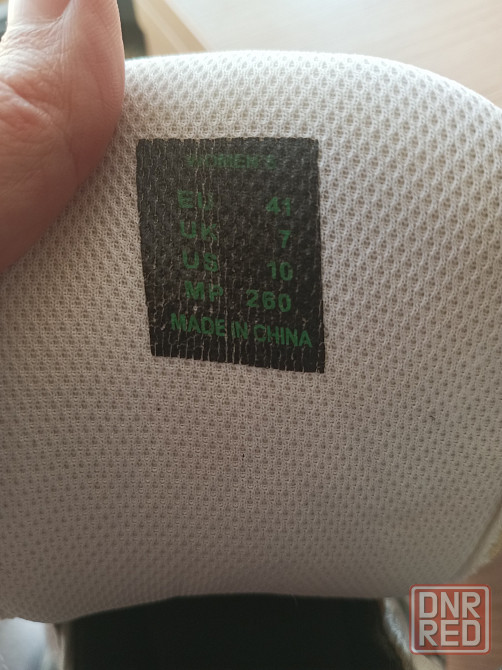 WOMEN'S
EU 41
UK 7
US 10
MP 260
MADE IN CHINA
DNR
RED